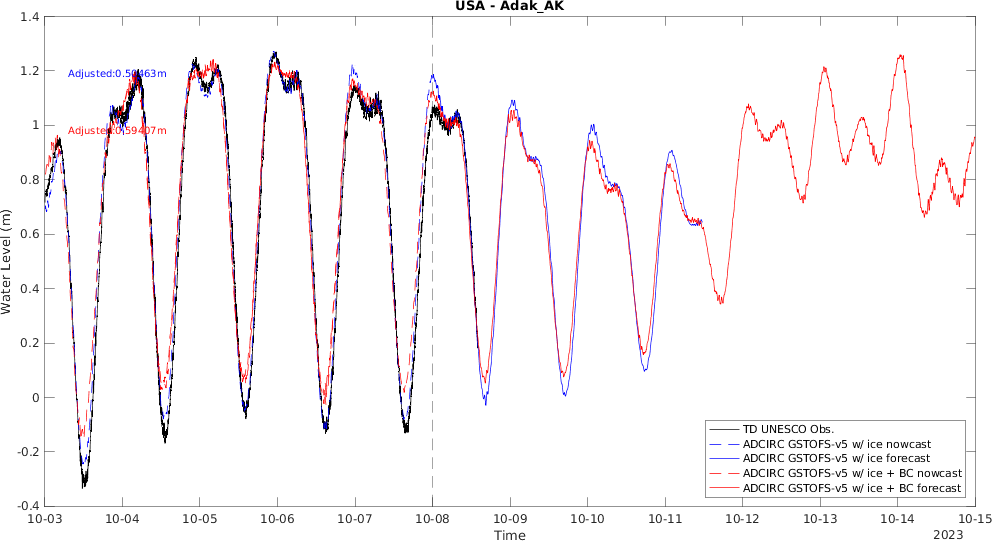 USA - Adak_AK
1.4
1.2
1
0.8
0.6
0.4
0.2
0
-0.2
-0.4
Water Level (m)
Adjusted:0.50463m
Adjusted:0.59407m
TD UNESCO Obs.
ADCIRC GSTOFS-v5 w/ ice nowcast
ADCIRC GSTOFS-v5 w/ ice forecast
ADCIRC GSTOFS-v5 w/ ice + BC nowcast
ADCIRC GSTOFS-v5 w/ ice + BC forecast
10-03 10-04 10-05 10-06 10-07 10-08 10-09 10-10 10-11 10-12 10-13 10-14 10-15
Time
2023